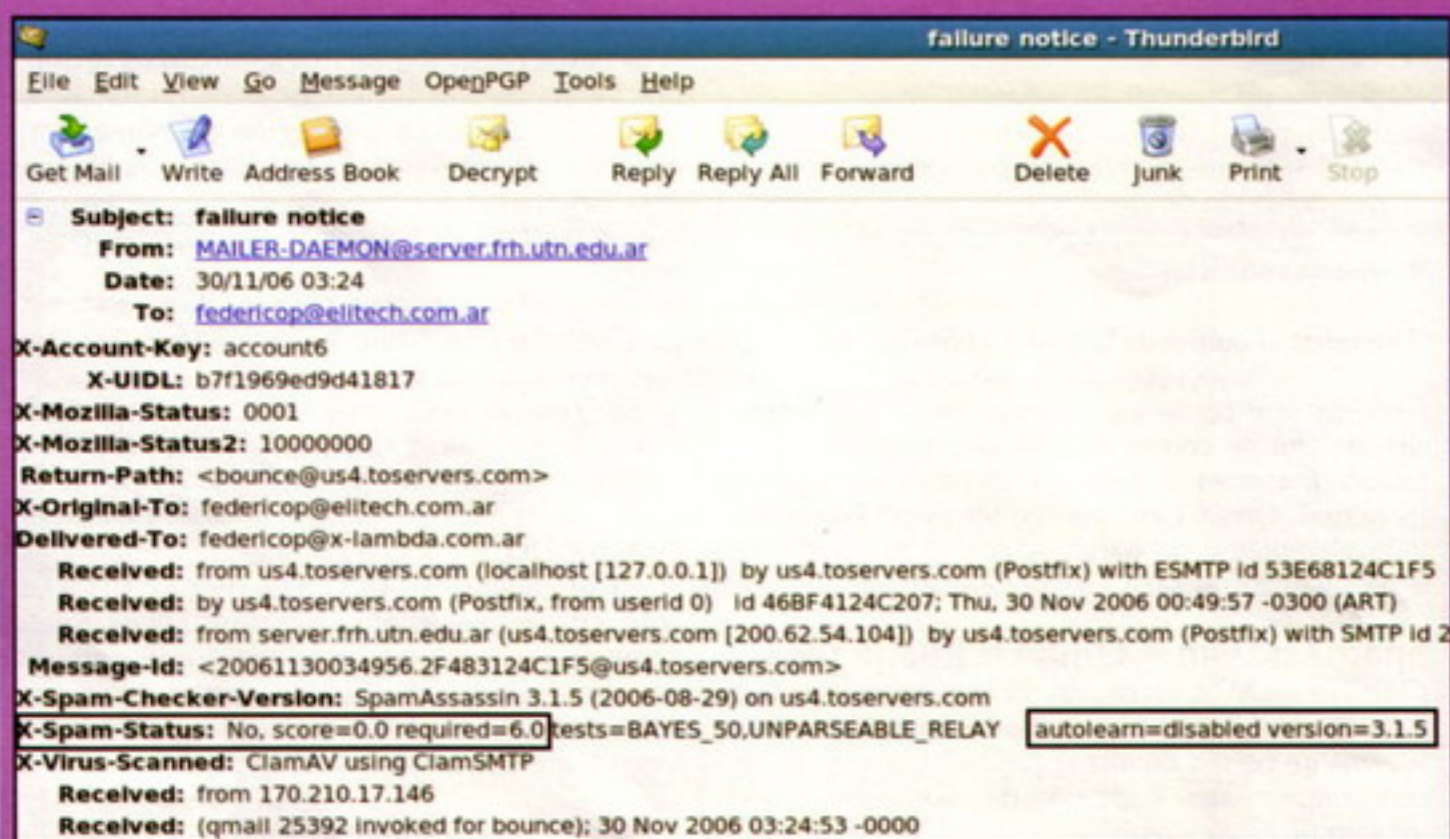 failure notice - Thunderbird
File Edit View Go Message OpenPGP Tools Help
Get Mail Write Address Book Decrypt Reply Reply All Forward Delete Junk Print Stop
Subject: failure notice
From: MAILER-DAEMON@server.frh.utn.edu.ar
Date: 30/11/06 03:24
To: federicop@elitech.com.ar
X-Account-Key: account6
X-UIDL: b7f1969ed9d41817
X-Mozilla-Status: 0001
X-Mozilla-Status2: 10000000
Return-Path: <bounce@us4.toservers.com>
X-Original-To: federicop@elitech.com.ar
Delivered-To: federicop@x-lambda.com.ar
Received: from us4.toservers.com (localhost [127.0.0.1]) by us4.toservers.com (Postfix) with ESMTP id 53E68124C1F5
Received: by us4.toservers.com (Postfix, from userid 0) id 46BF4124C207; Thu, 30 Nov 2006 00:49:57 -0300 (ART)
Received: from server.frh.utn.edu.ar (us4.toservers.com [200.62.54.104]) by us4.toservers.com (Postfix) with SMTP id 2
Message-Id: <20061130034956.2F483124C1F5@us4.toservers.com>
X-Spam-Checker-Version: SpamAssassin 3.1.5 (2006-08-29) on us4.toservers.com
X-Spam-Status: No, score=0.0 required=6.0 tests=BAYES_50,UNPARSEABLE_RELAY autolearn=disabled version=3.1.5
X-Virus-Scanned: ClamAV using ClamSMTP
Received: from 170.210.17.146
Received: (qmail 25392 invoked for bounce); 30 Nov 2006 03:24:53 -0000